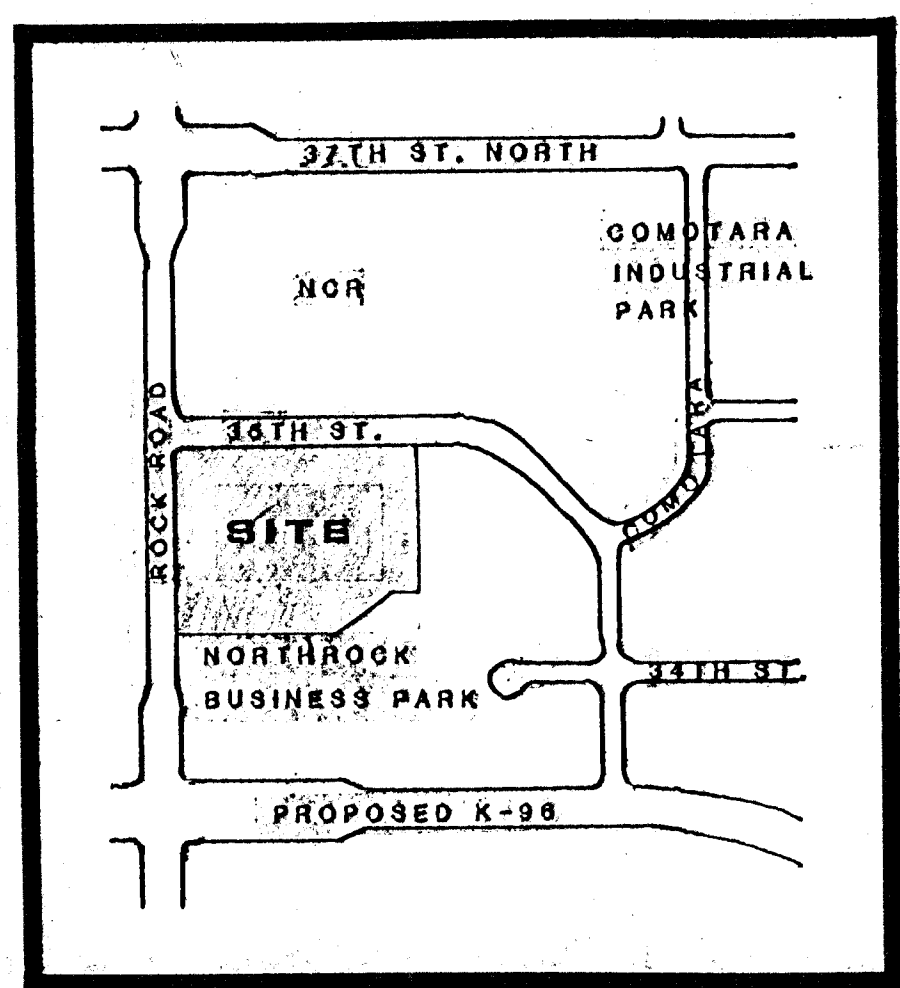 37TH ST. NORTH
COMOTARA
INDUSTRIAL
PARK
NCR
ROCK ROAD
36TH ST.
COMOTARA
SITE
NORTHROCK
BUSINESS PARK
34TH ST.
PROPOSED K-96